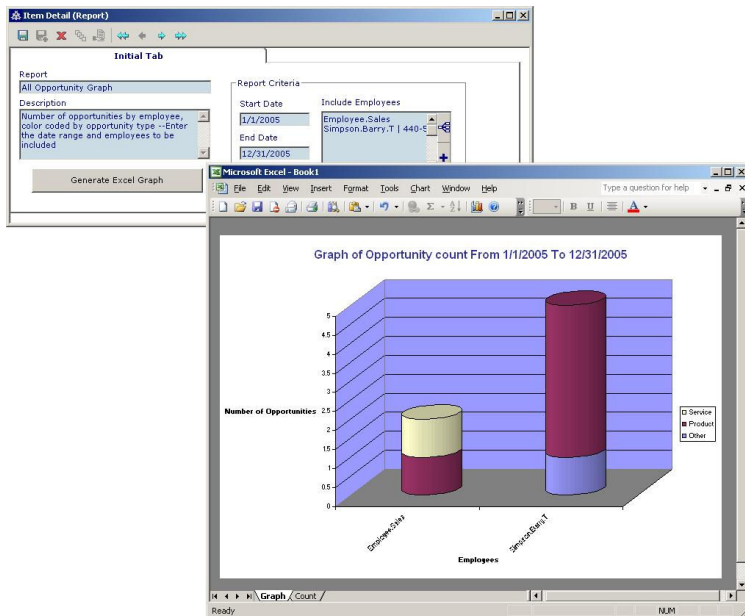 Item Detail (Report)
Initial Tab
Report
All Opportunity Graph
Description
Number of opportunities by employee,
color coded by opportunity type --Enter
the date range and employees to be
included
Generate Excel Graph
Report Criteria
Start Date
1/1/2005
End Date
12/31/2005
Include Employees
Employee.Sales
Simpson.Barry.T | 440-5
Microsoft Excel - Book1
File Edit View Insert Format Tools Chart Window Help
Type a question for help
B U A
Graph of Opportunity count From 1/1/2005 To 12/31/2005
5
4.5
4
3.5
3
Number of Opportunities 2.5
2
1.5
1
0.5
0
Service
Product
Other
Employee.Sales
Simpson.Barry.T
Employees
Graph Count
Ready
NUM